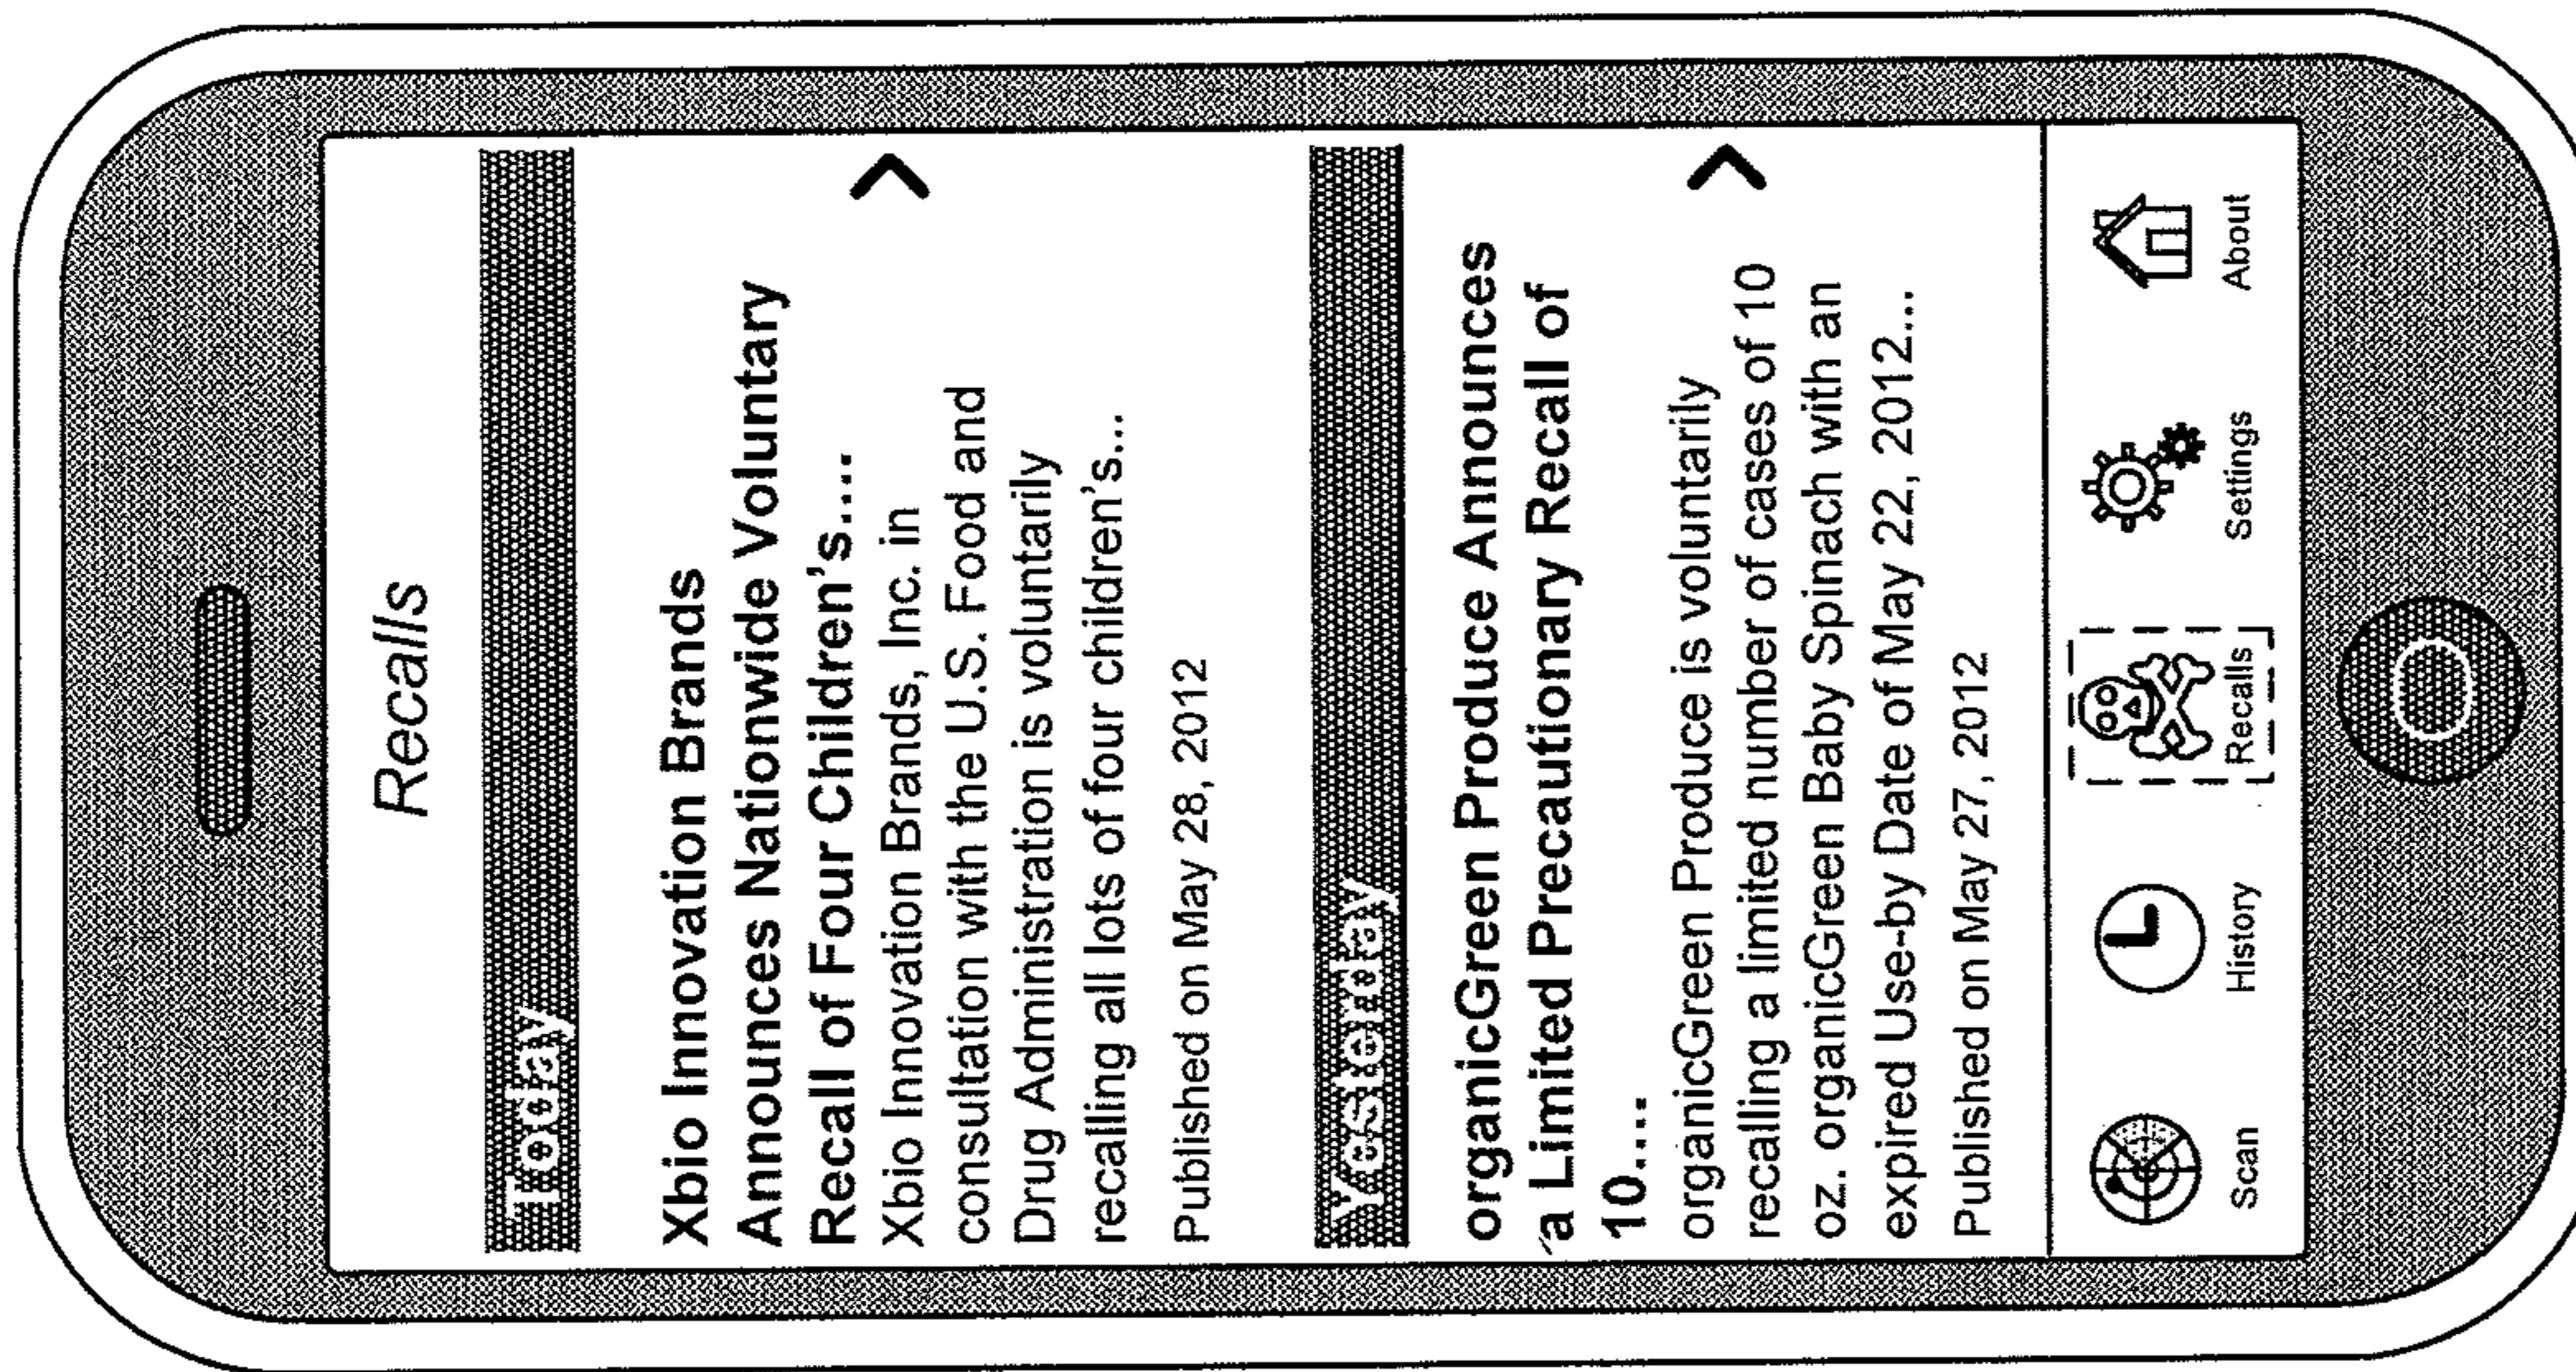 Recalls
Today
Xbio Innovation Brands
Announces Nationwide Voluntary
Recall of Four Children's....
Xbio Innovation Brands, Inc. in
consultation with the U.S. Food and
Drug Administration is voluntarily
recalling all lots of four children's...
Published on May 28, 2012
Yesterday
organicGreen Produce Announces
a Limited Precautionary Recall of
10....
organicGreen Produce is voluntarily
recalling a limited number of cases of 10
oz. organicGreen Baby Spinach with an
expired Use-by Date of May 22, 2012...
Published on May 27, 2012
Scan
History
Recalls
Settings
About